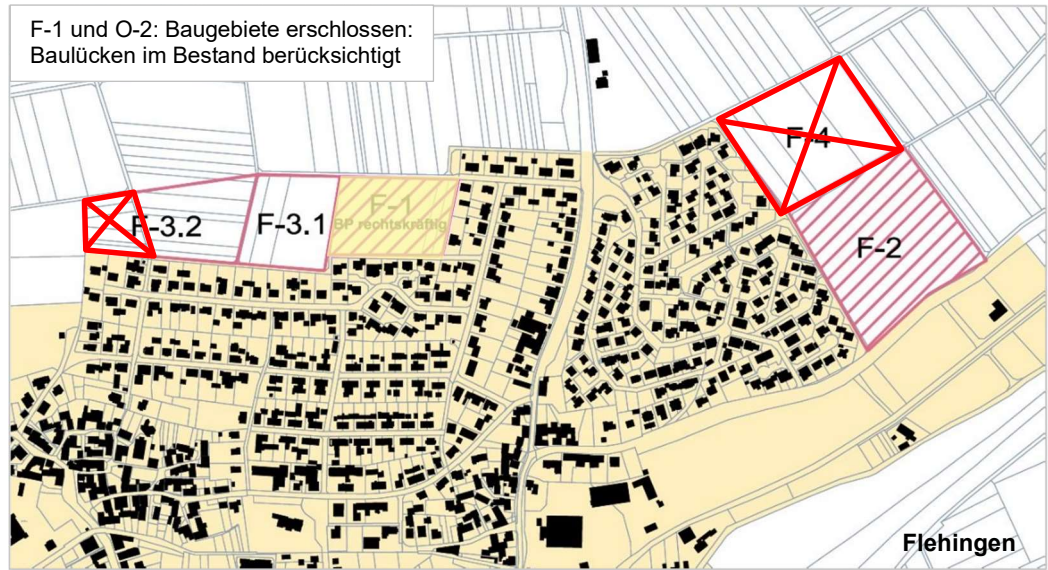 F-1 und O-2: Baugebiete erschlossen:
Baulücken im Bestand berücksichtigt
F-4
F-3.2
F-3.1
F-1
BP rechtskräftig
F-2
Flehingen